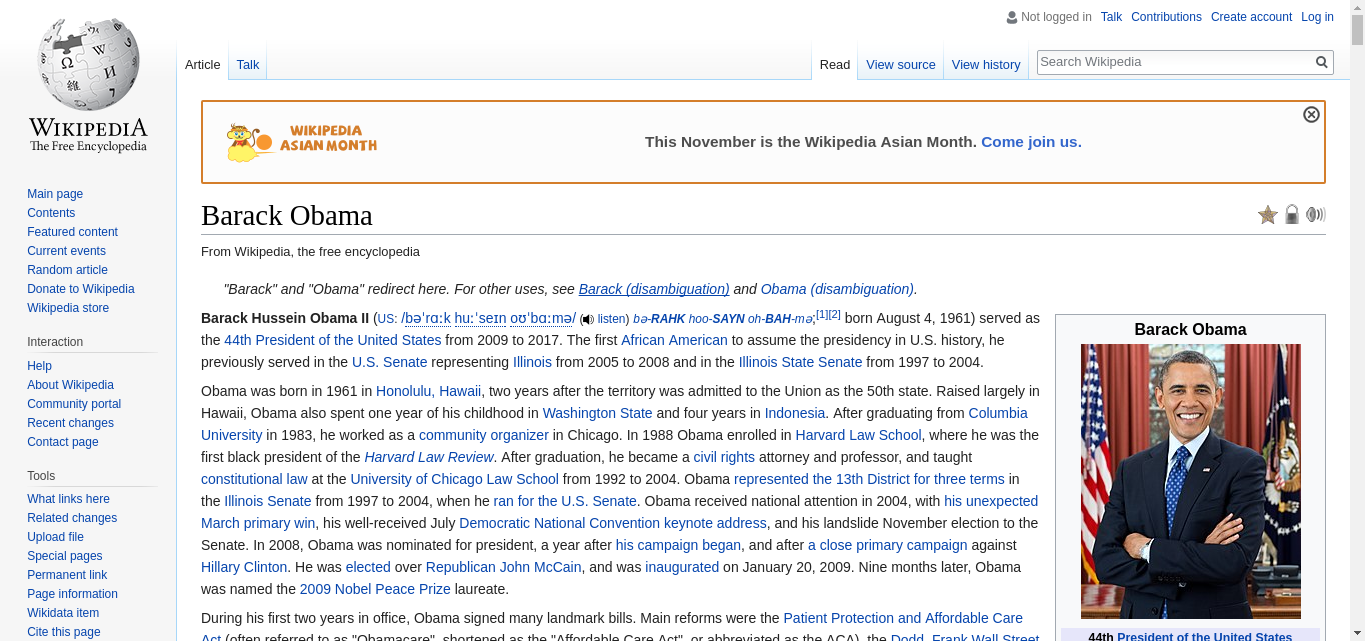 Not logged in Talk Contributions Create account Log in
Article Talk Read View source View history Search Wikipedia
WIKIPEDIA
The Free Encyclopedia
Main page
Contents
Featured content
Current events
Random article
Donate to Wikipedia
Wikipedia store
Interaction
Help
About Wikipedia
Community portal
Recent changes
Contact page
Tools
What links here
Related changes
Upload file
Special pages
Permanent link
Page information
Wikidata item
Cite this page
WIKIPEDIA
ASIAN MONTH
This November is the Wikipedia Asian Month. Come join us.
Barack Obama
From Wikipedia, the free encyclopedia
"Barack" and "Obama" redirect here. For other uses, see Barack (disambiguation) and Obama (disambiguation).
Barack Hussein Obama II (US: /bəˈrɑːk huːˈseɪn oʊˈbɑːmə/ (listen) bə-RAHK hoo-SAYN oh-BAH-mə;[1][2] born August 4, 1961) served as
the 44th President of the United States from 2009 to 2017. The first African American to assume the presidency in U.S. history, he
previously served in the U.S. Senate representing Illinois from 2005 to 2008 and in the Illinois State Senate from 1997 to 2004.
Obama was born in 1961 in Honolulu, Hawaii, two years after the territory was admitted to the Union as the 50th state. Raised largely in
Hawaii, Obama also spent one year of his childhood in Washington State and four years in Indonesia. After graduating from Columbia
University in 1983, he worked as a community organizer in Chicago. In 1988 Obama enrolled in Harvard Law School, where he was the
first black president of the Harvard Law Review. After graduation, he became a civil rights attorney and professor, and taught
constitutional law at the University of Chicago Law School from 1992 to 2004. Obama represented the 13th District for three terms in
the Illinois Senate from 1997 to 2004, when he ran for the U.S. Senate. Obama received national attention in 2004, with his unexpected
March primary win, his well-received July Democratic National Convention keynote address, and his landslide November election to the
Senate. In 2008, Obama was nominated for president, a year after his campaign began, and after a close primary campaign against
Hillary Clinton. He was elected over Republican John McCain, and was inaugurated on January 20, 2009. Nine months later, Obama
was named the 2009 Nobel Peace Prize laureate.
During his first two years in office, Obama signed many landmark bills. Main reforms were the Patient Protection and Affordable Care
Act (often referred to as "Obamacare", shortened as the "Affordable Care Act", or abbreviated as the ACA), the Dodd–Frank Wall Street
Barack Obama
44th President of the United States